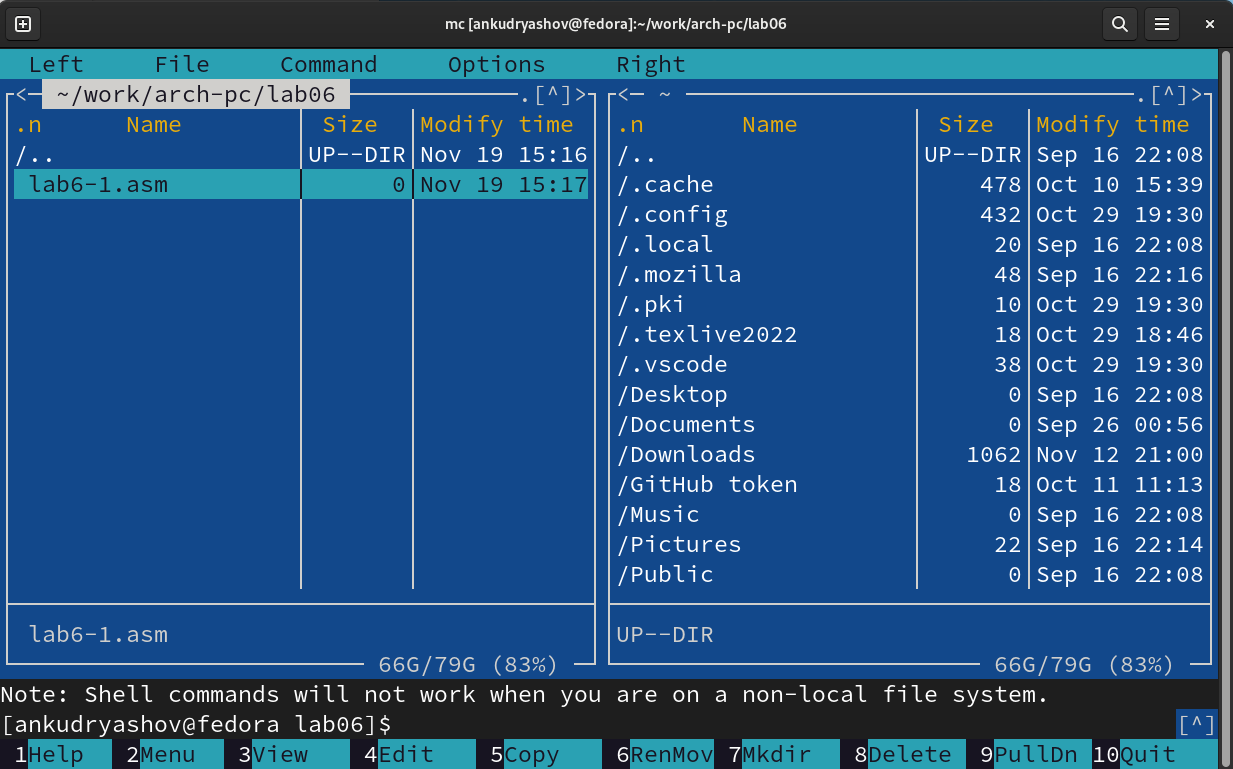 mc [ankudryashov@fedora]:~/work/arch-pc/lab06
Left File Command Options Right
<─ ~/work/arch-pc/lab06 .[^]>
.n Name Size Modify time
/.. UP--DIR Nov 19 15:16
lab6-1.asm 0 Nov 19 15:17
lab6-1.asm
66G/79G (83%)
<─ ~ .[^]>
.n Name Size Modify time
/.. UP--DIR Sep 16 22:08
/.cache 478 Oct 10 15:39
/.config 432 Oct 29 19:30
/.local 20 Sep 16 22:08
/.mozilla 48 Sep 16 22:16
/.pki 10 Oct 29 19:30
/.texlive2022 18 Oct 29 18:46
/.vscode 38 Oct 29 19:30
/Desktop 0 Sep 16 22:08
/Documents 0 Sep 26 00:56
/Downloads 1062 Nov 12 21:00
/GitHub token 18 Oct 11 11:13
/Music 0 Sep 16 22:08
/Pictures 22 Sep 16 22:14
/Public 0 Sep 16 22:08
UP--DIR
66G/79G (83%)
Note: Shell commands will not work when you are on a non-local file system.
[ankudryashov@fedora lab06]$ [^]
1Help 2Menu 3View 4Edit 5Copy 6RenMov 7Mkdir 8Delete 9PullDn 10Quit